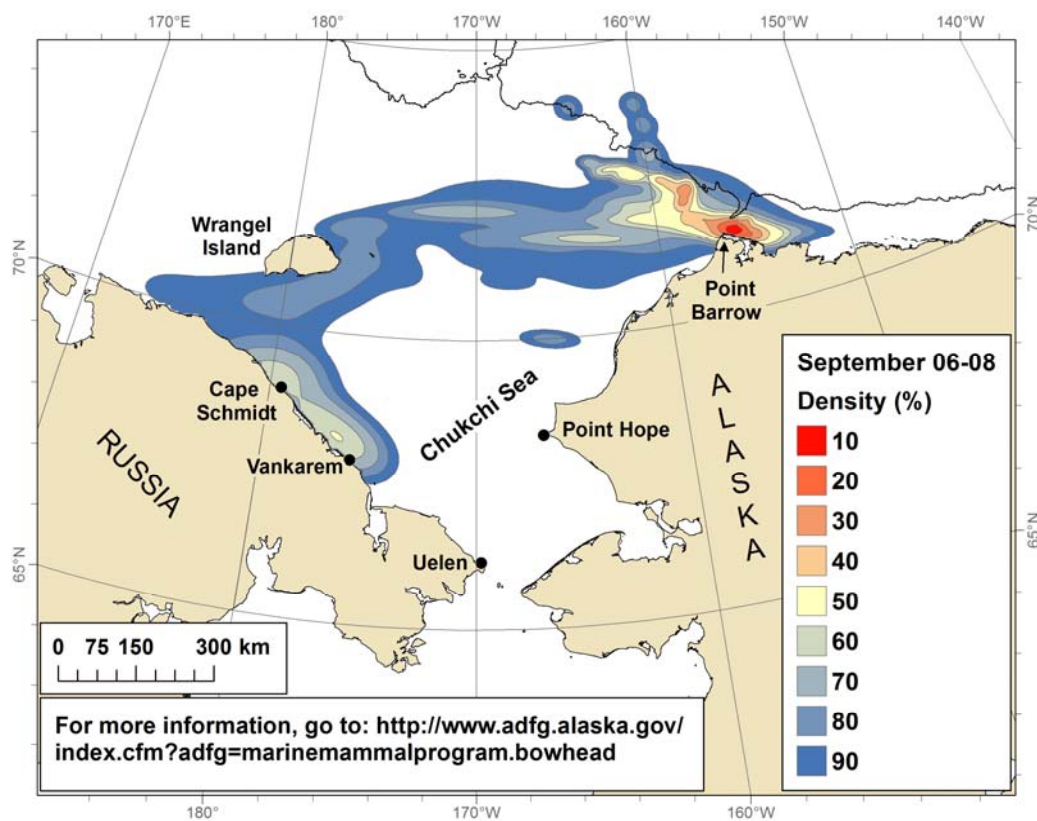 170°E 180° 170°W 160°W 150°W 140°W
Wrangel
Island
70°N
70°N
Point
Barrow
Cape
Schmidt
Chukchi Sea
Point Hope
RUSSIA
Vankarem
ALASKA
Uelen
65°N
65°N
September 06-08
Density (%)
10
20
30
40
50
60
70
80
90
0 75 150 300 km
For more information, go to: http://www.adfg.alaska.gov/
index.cfm?adfg=marinemammalprogram.bowhead
180° 170°W 160°W